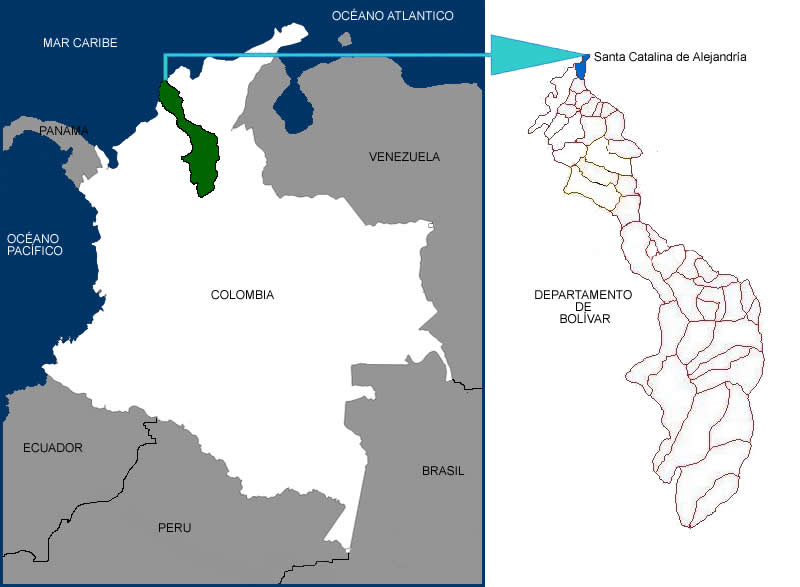 OCÉANO ATLANTICO
MAR CARIBE
Santa Catalina de Alejandría
PANAMA
VENEZUELA
OCÉANO
PACÍFICO
COLOMBIA
DEPARTAMENTO
DE
BOLÍVAR
ECUADOR
BRASIL
PERU